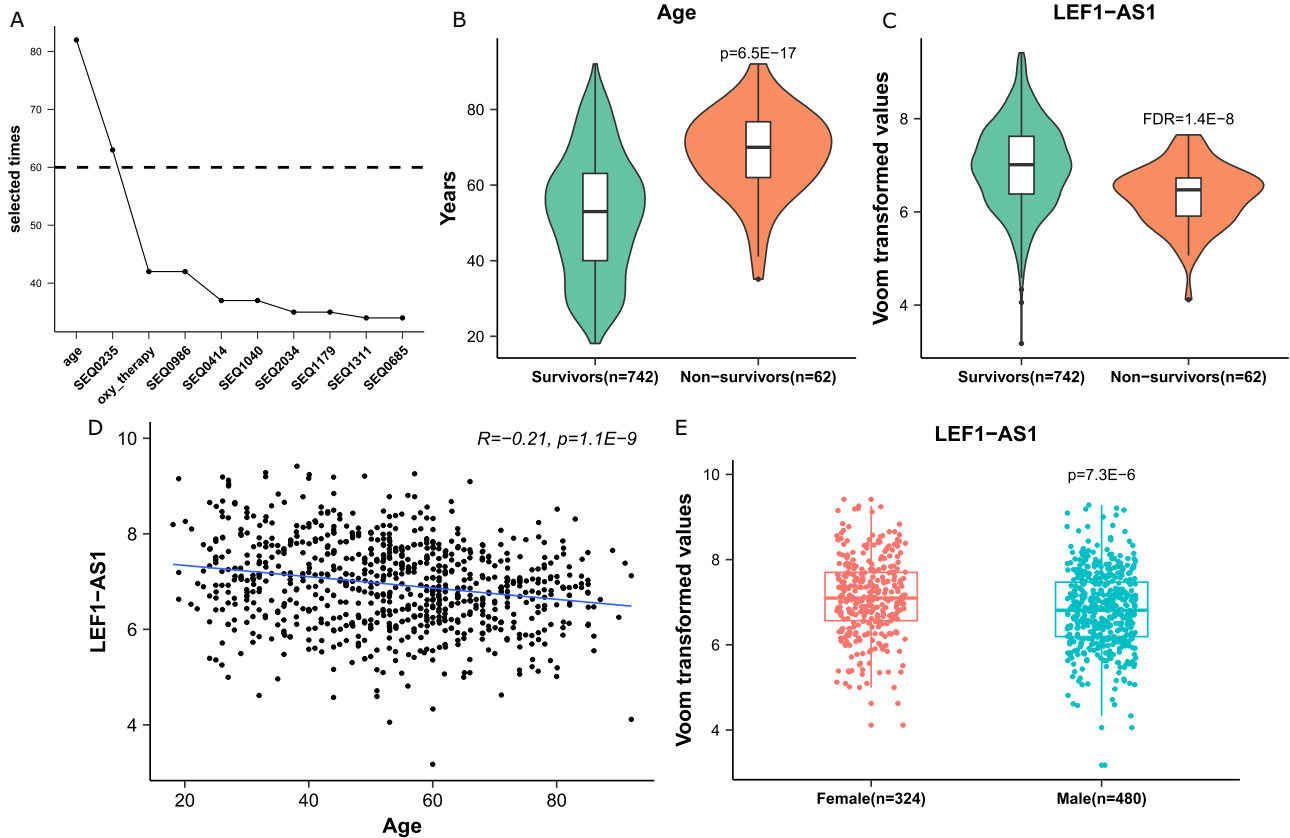 A
selected times
80
70
60
50
40
age
SEQ0235
oxy_therapy
SEQ0986
SEQ0414
SEQ1040
SEQ2034
SEQ1179
SEQ1311
SEQ0685
B
Age
p=6.5E−17
Years
80
60
40
20
Survivors(n=742)
Non−survivors(n=62)
C
LEF1−AS1
FDR=1.4E−8
Voom transformed values
8
6
4
Survivors(n=742)
Non−survivors(n=62)
D
R=−0.21, p=1.1E−9
LEF1−AS1
10
8
6
4
20
40
60
80
Age
E
LEF1−AS1
p=7.3E−6
Voom transformed values
10
8
6
4
Female(n=324)
Male(n=480)